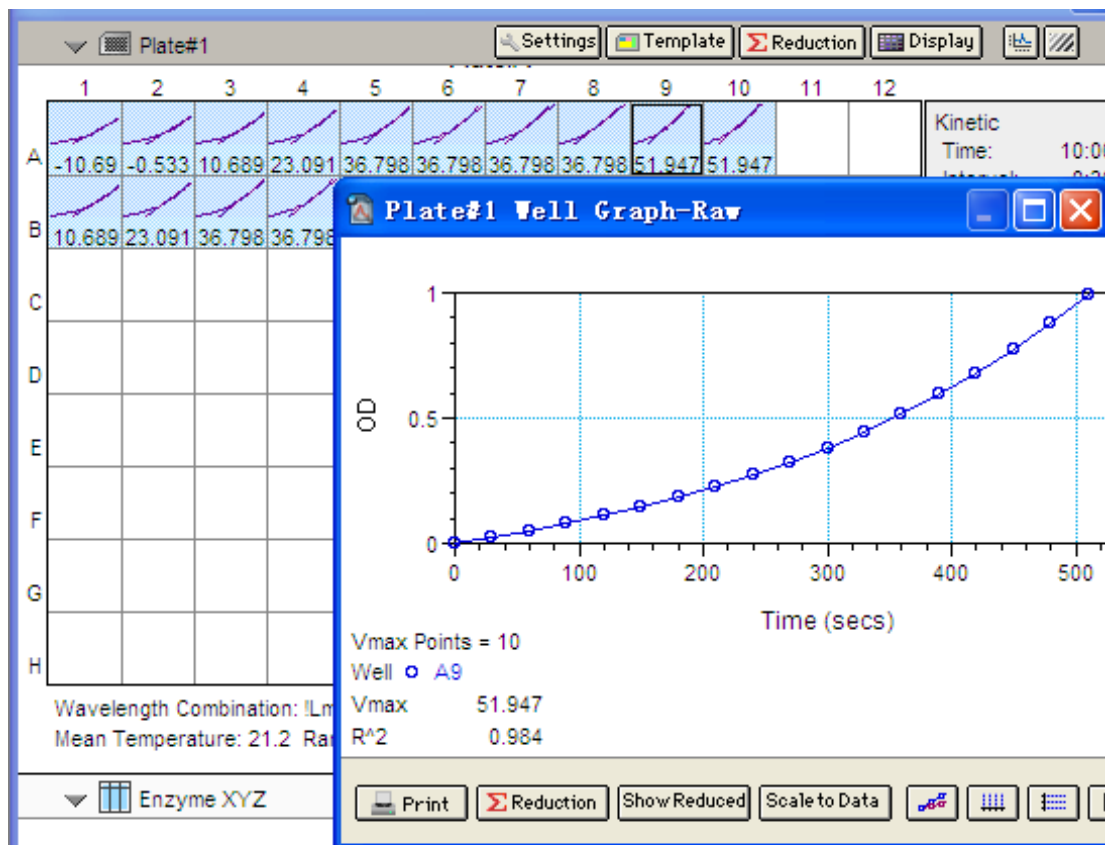 Plate#1 Settings Template Reduction Display
1 2 3 4 5 6 7 8 9 10 11 12
A -10.69 -0.533 10.689 23.091 36.798 36.798 36.798 36.798 51.947 51.947
B 10.689 23.091 36.798 36.798
C
D
E
F
G
H
Kinetic
Time: 10:00
Plate#1 Well Graph-Raw
1
0.5
0
OD
0 100 200 300 400 500
Time (secs)
Vmax Points = 10
Well A9
Vmax 51.947
R^2 0.984
Wavelength Combination: !Lm
Mean Temperature: 21.2 Ran
Enzyme XYZ
Print Reduction Show Reduced Scale to Data